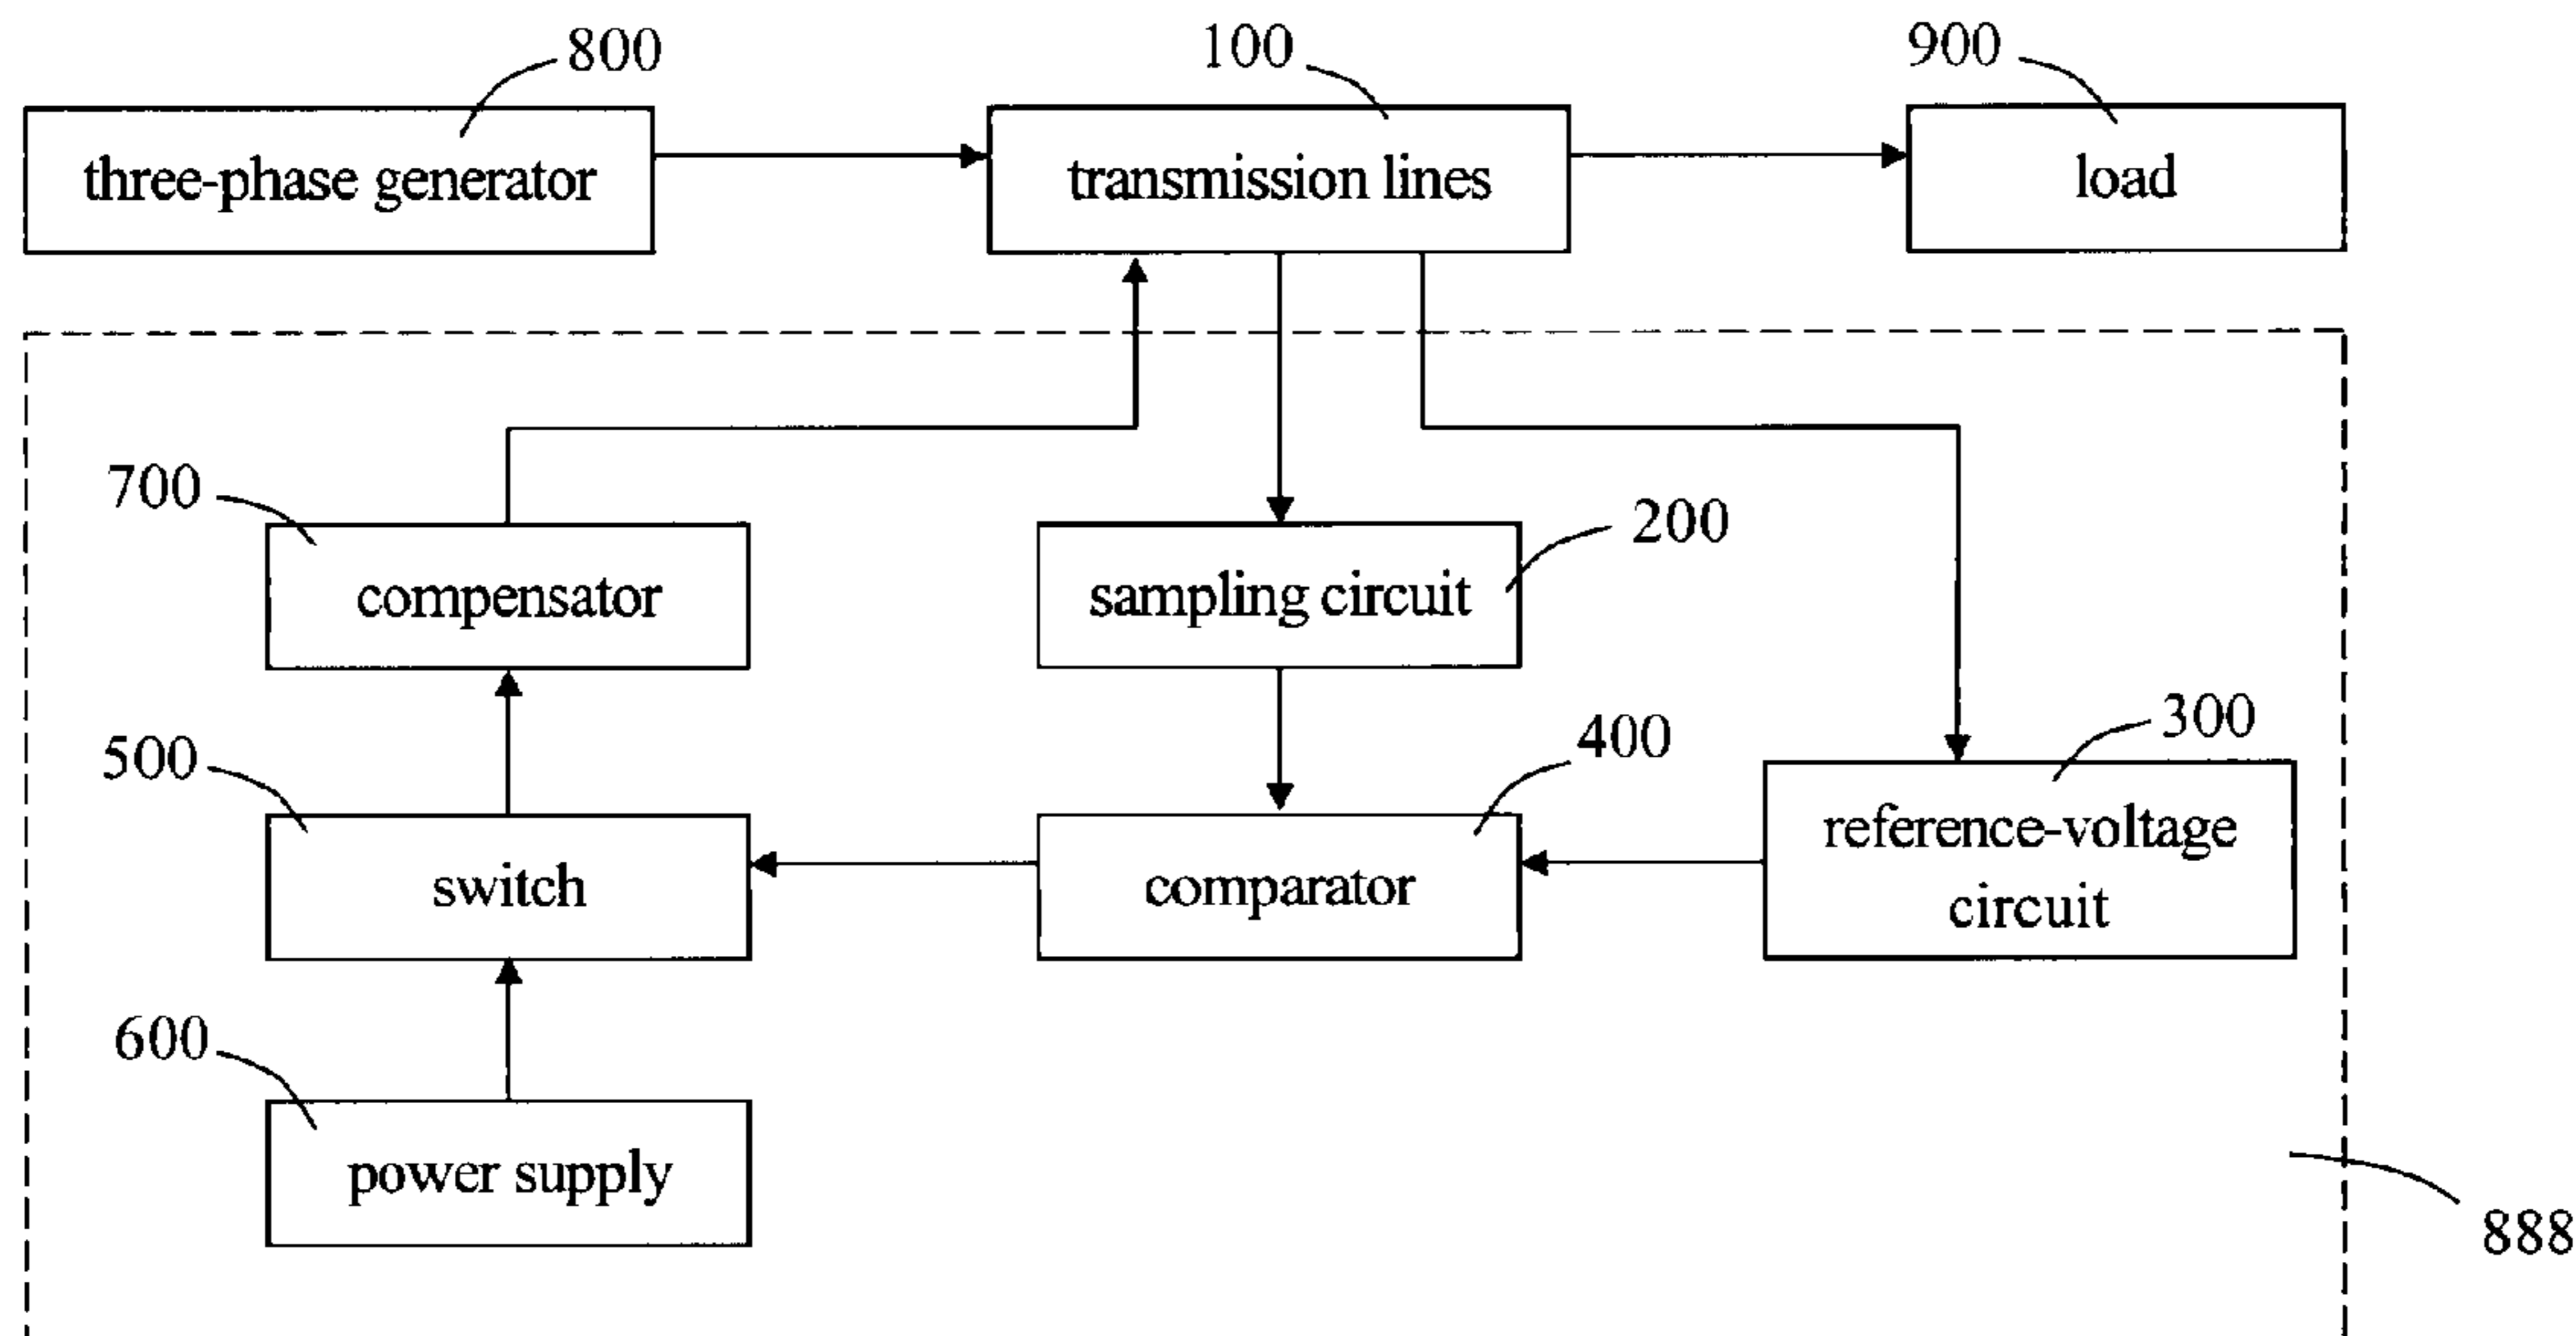 800
100
900
three-phase generator
transmission lines
load
700
200
compensator
sampling circuit
500
400
300
switch
comparator
reference-voltage
circuit
600
power supply
888